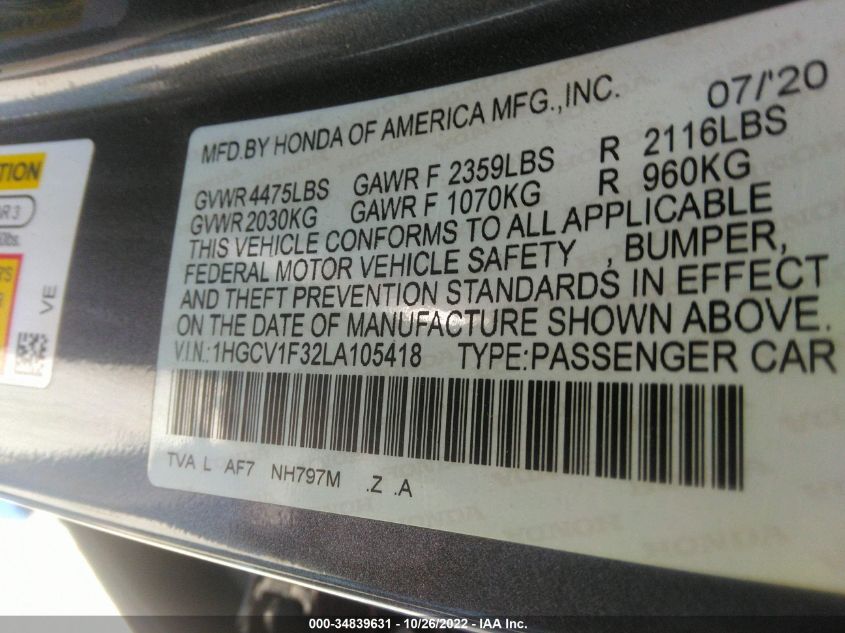 MFD.BY HONDA OF AMERICA MFG.,INC. 07/'20
GVWR 4475LBS GAWR F 2359LBS R 2116LBS
GVWR 2030KG GAWR F 1070KG R 960KG
THIS VEHICLE CONFORMS TO ALL APPLICABLE
FEDERAL MOTOR VEHICLE SAFETY , BUMPER,
AND THEFT PREVENTION STANDARDS IN EFFECT
ON THE DATE OF MANUFACTURE SHOWN ABOVE.
V.I.N.:1HGCV1F32LA105418 TYPE:PASSENGER CAR
TVA L AF7 NH797M .Z .A
VE
HONDA
000-34839631 - 10/26/2022 - IAA Inc.